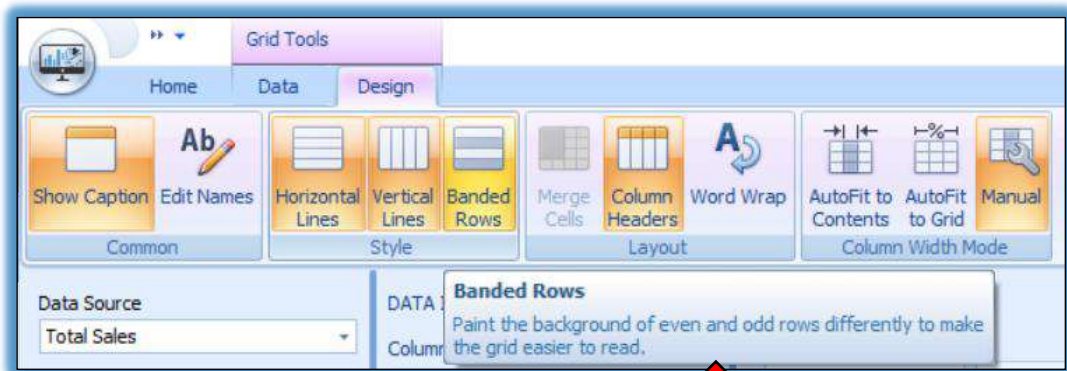 Grid Tools
Home Data Design
Show Caption Edit Names Horizontal Lines Vertical Lines Banded Rows Merge Cells Column Headers Word Wrap AutoFit to Contents AutoFit to Grid Manual
Common Style Layout Column Width Mode
Data Source
Total Sales
DATA
Colum
Banded Rows
Paint the background of even and odd rows differently to make
the grid easier to read.